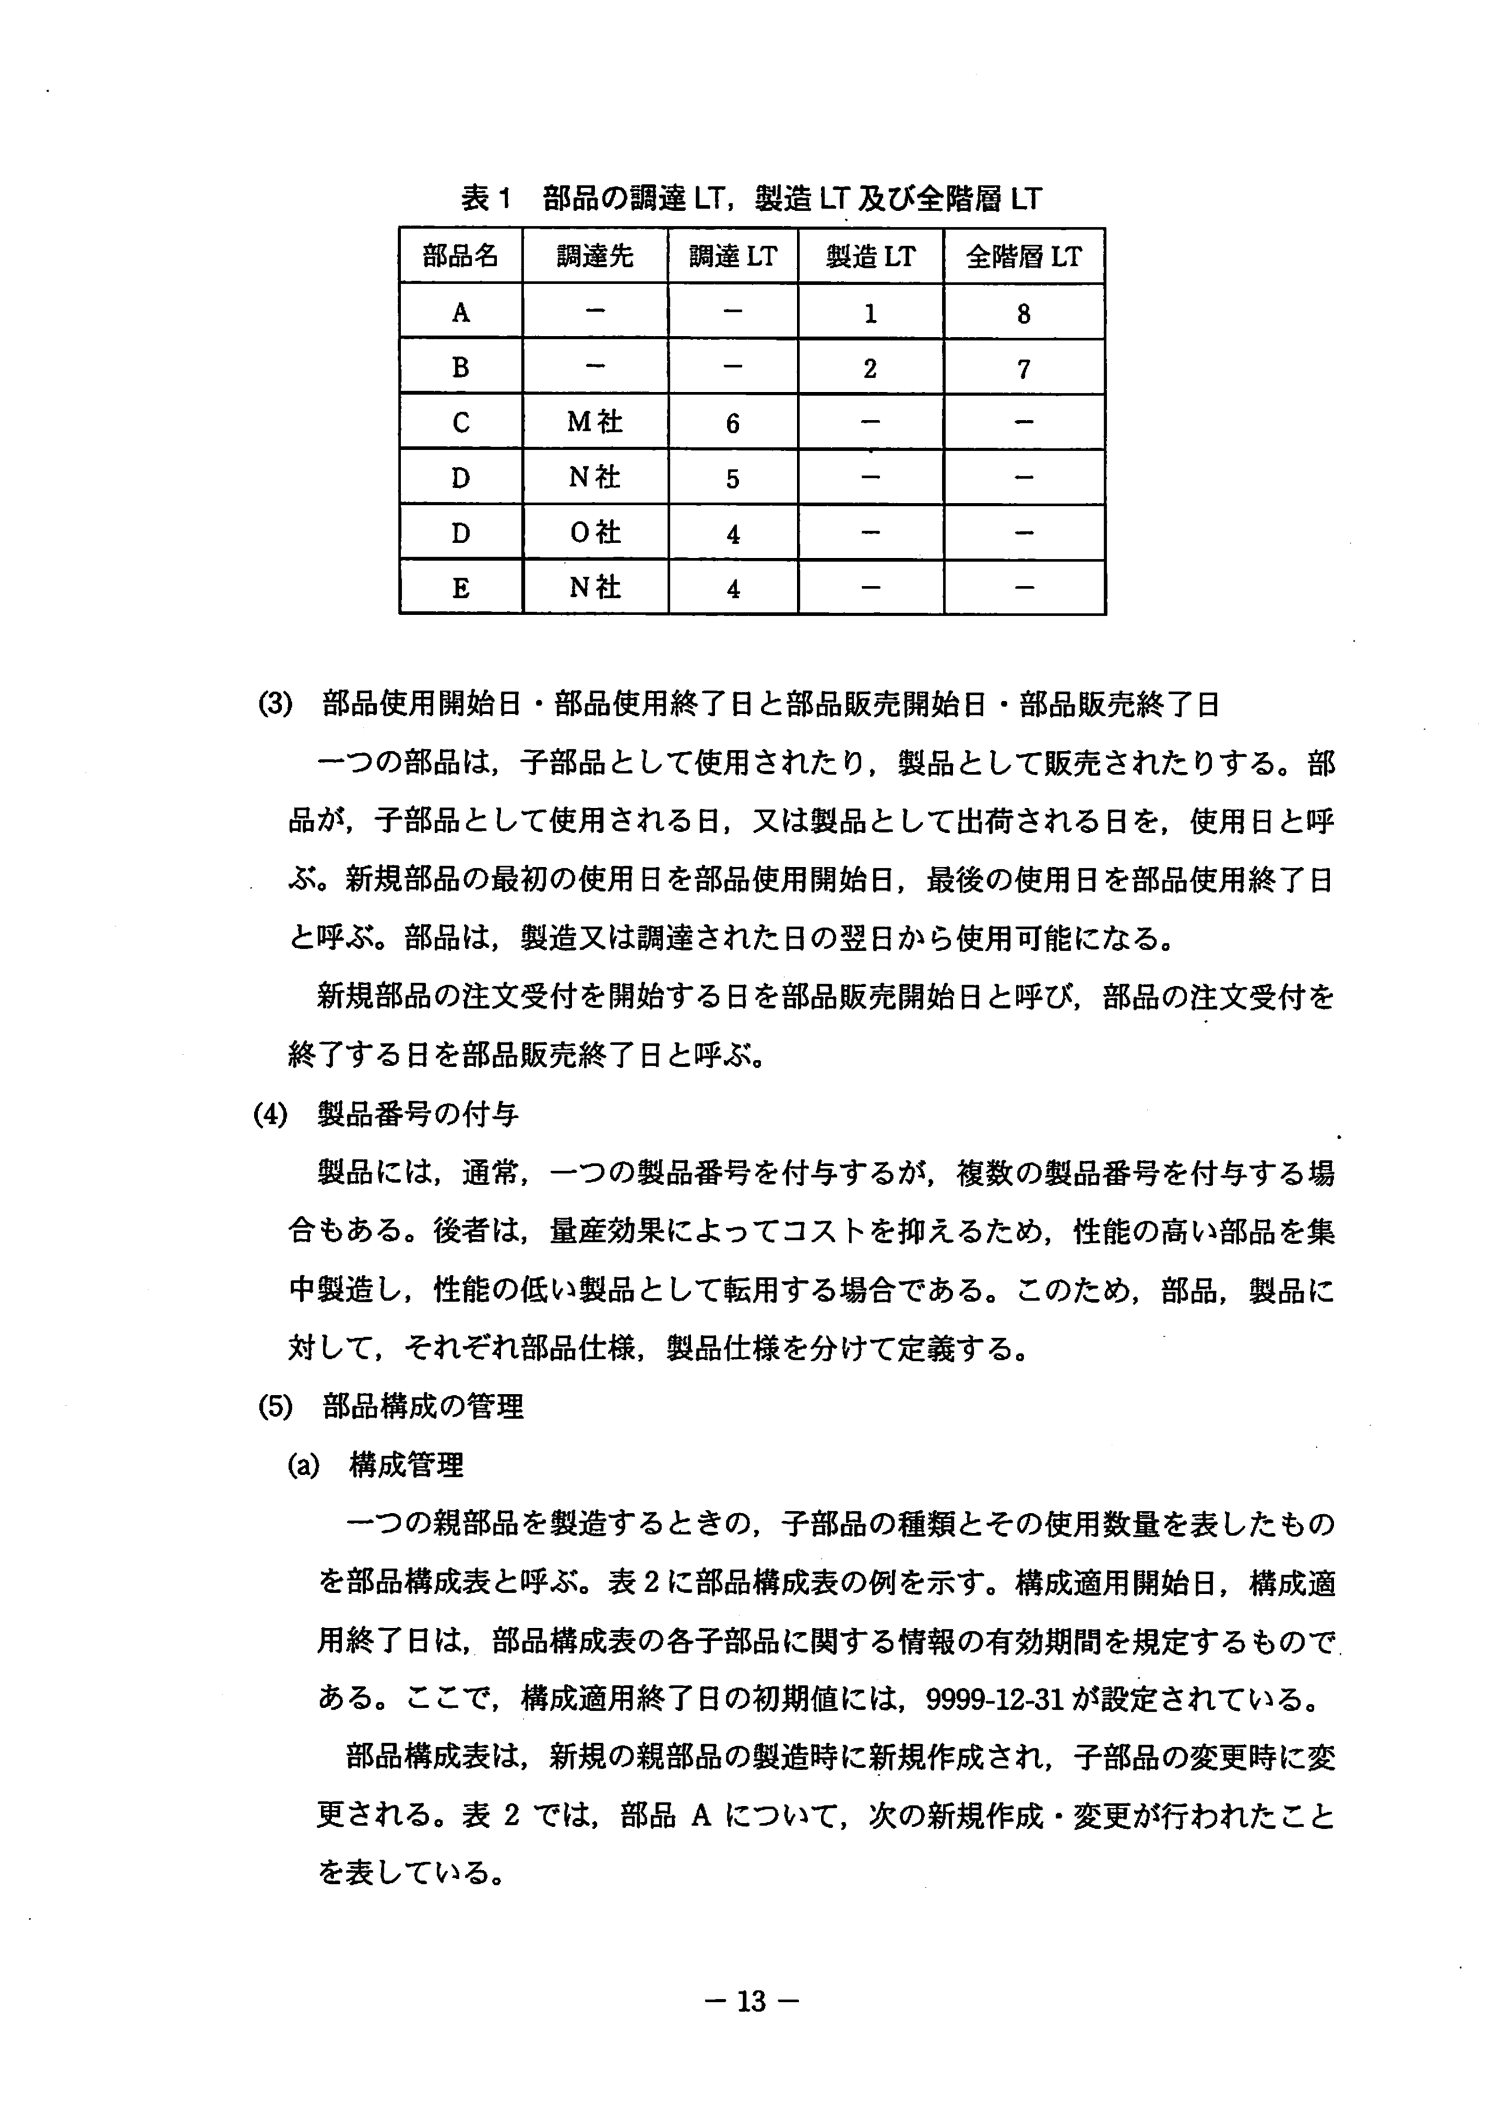 表1 部品の調達LT，製造LT及び全階層LT
部品名 調達先 調達LT 製造LT 全階層LT
A － － 1 8
B － － 2 7
C M社 6 － －
D N社 5 － －
D O社 4 － －
E N社 4 － －
(3) 部品使用開始日・部品使用終了日と部品販売開始日・部品販売終了日
一つの部品は，子部品として使用されたり，製品として販売されたりする。部
品が，子部品として使用される日，又は製品として出荷される日を，使用日と呼
ぶ。新規部品の最初の使用日を部品使用開始日，最後の使用日を部品使用終了日
と呼ぶ。部品は，製造又は調達された日の翌日から使用可能になる。
新規部品の注文受付を開始する日を部品販売開始日と呼び，部品の注文受付を
終了する日を部品販売終了日と呼ぶ。
(4) 製品番号の付与
製品には，通常，一つの製品番号を付与するが，複数の製品番号を付与する場
合もある。後者は，量産効果によってコストを抑えるため，性能の高い部品を集
中製造し，性能の低い製品として転用する場合である。このため，部品，製品に
対して，それぞれ部品仕様，製品仕様を分けて定義する。
(5) 部品構成の管理
(a) 構成管理
一つの親部品を製造するときの，子部品の種類とその使用数量を表したもの
を部品構成表と呼ぶ。表2に部品構成表の例を示す。構成適用開始日，構成適
用終了日は，部品構成表の各子部品に関する情報の有効期間を規定するもので
ある。ここで，構成適用終了日の初期値には，9999-12-31が設定されている。
部品構成表は，新規の親部品の製造時に新規作成され，子部品の変更時に変
更される。表 2 では，部品 A について，次の新規作成・変更が行われたこと
を表している。
－ 13 －